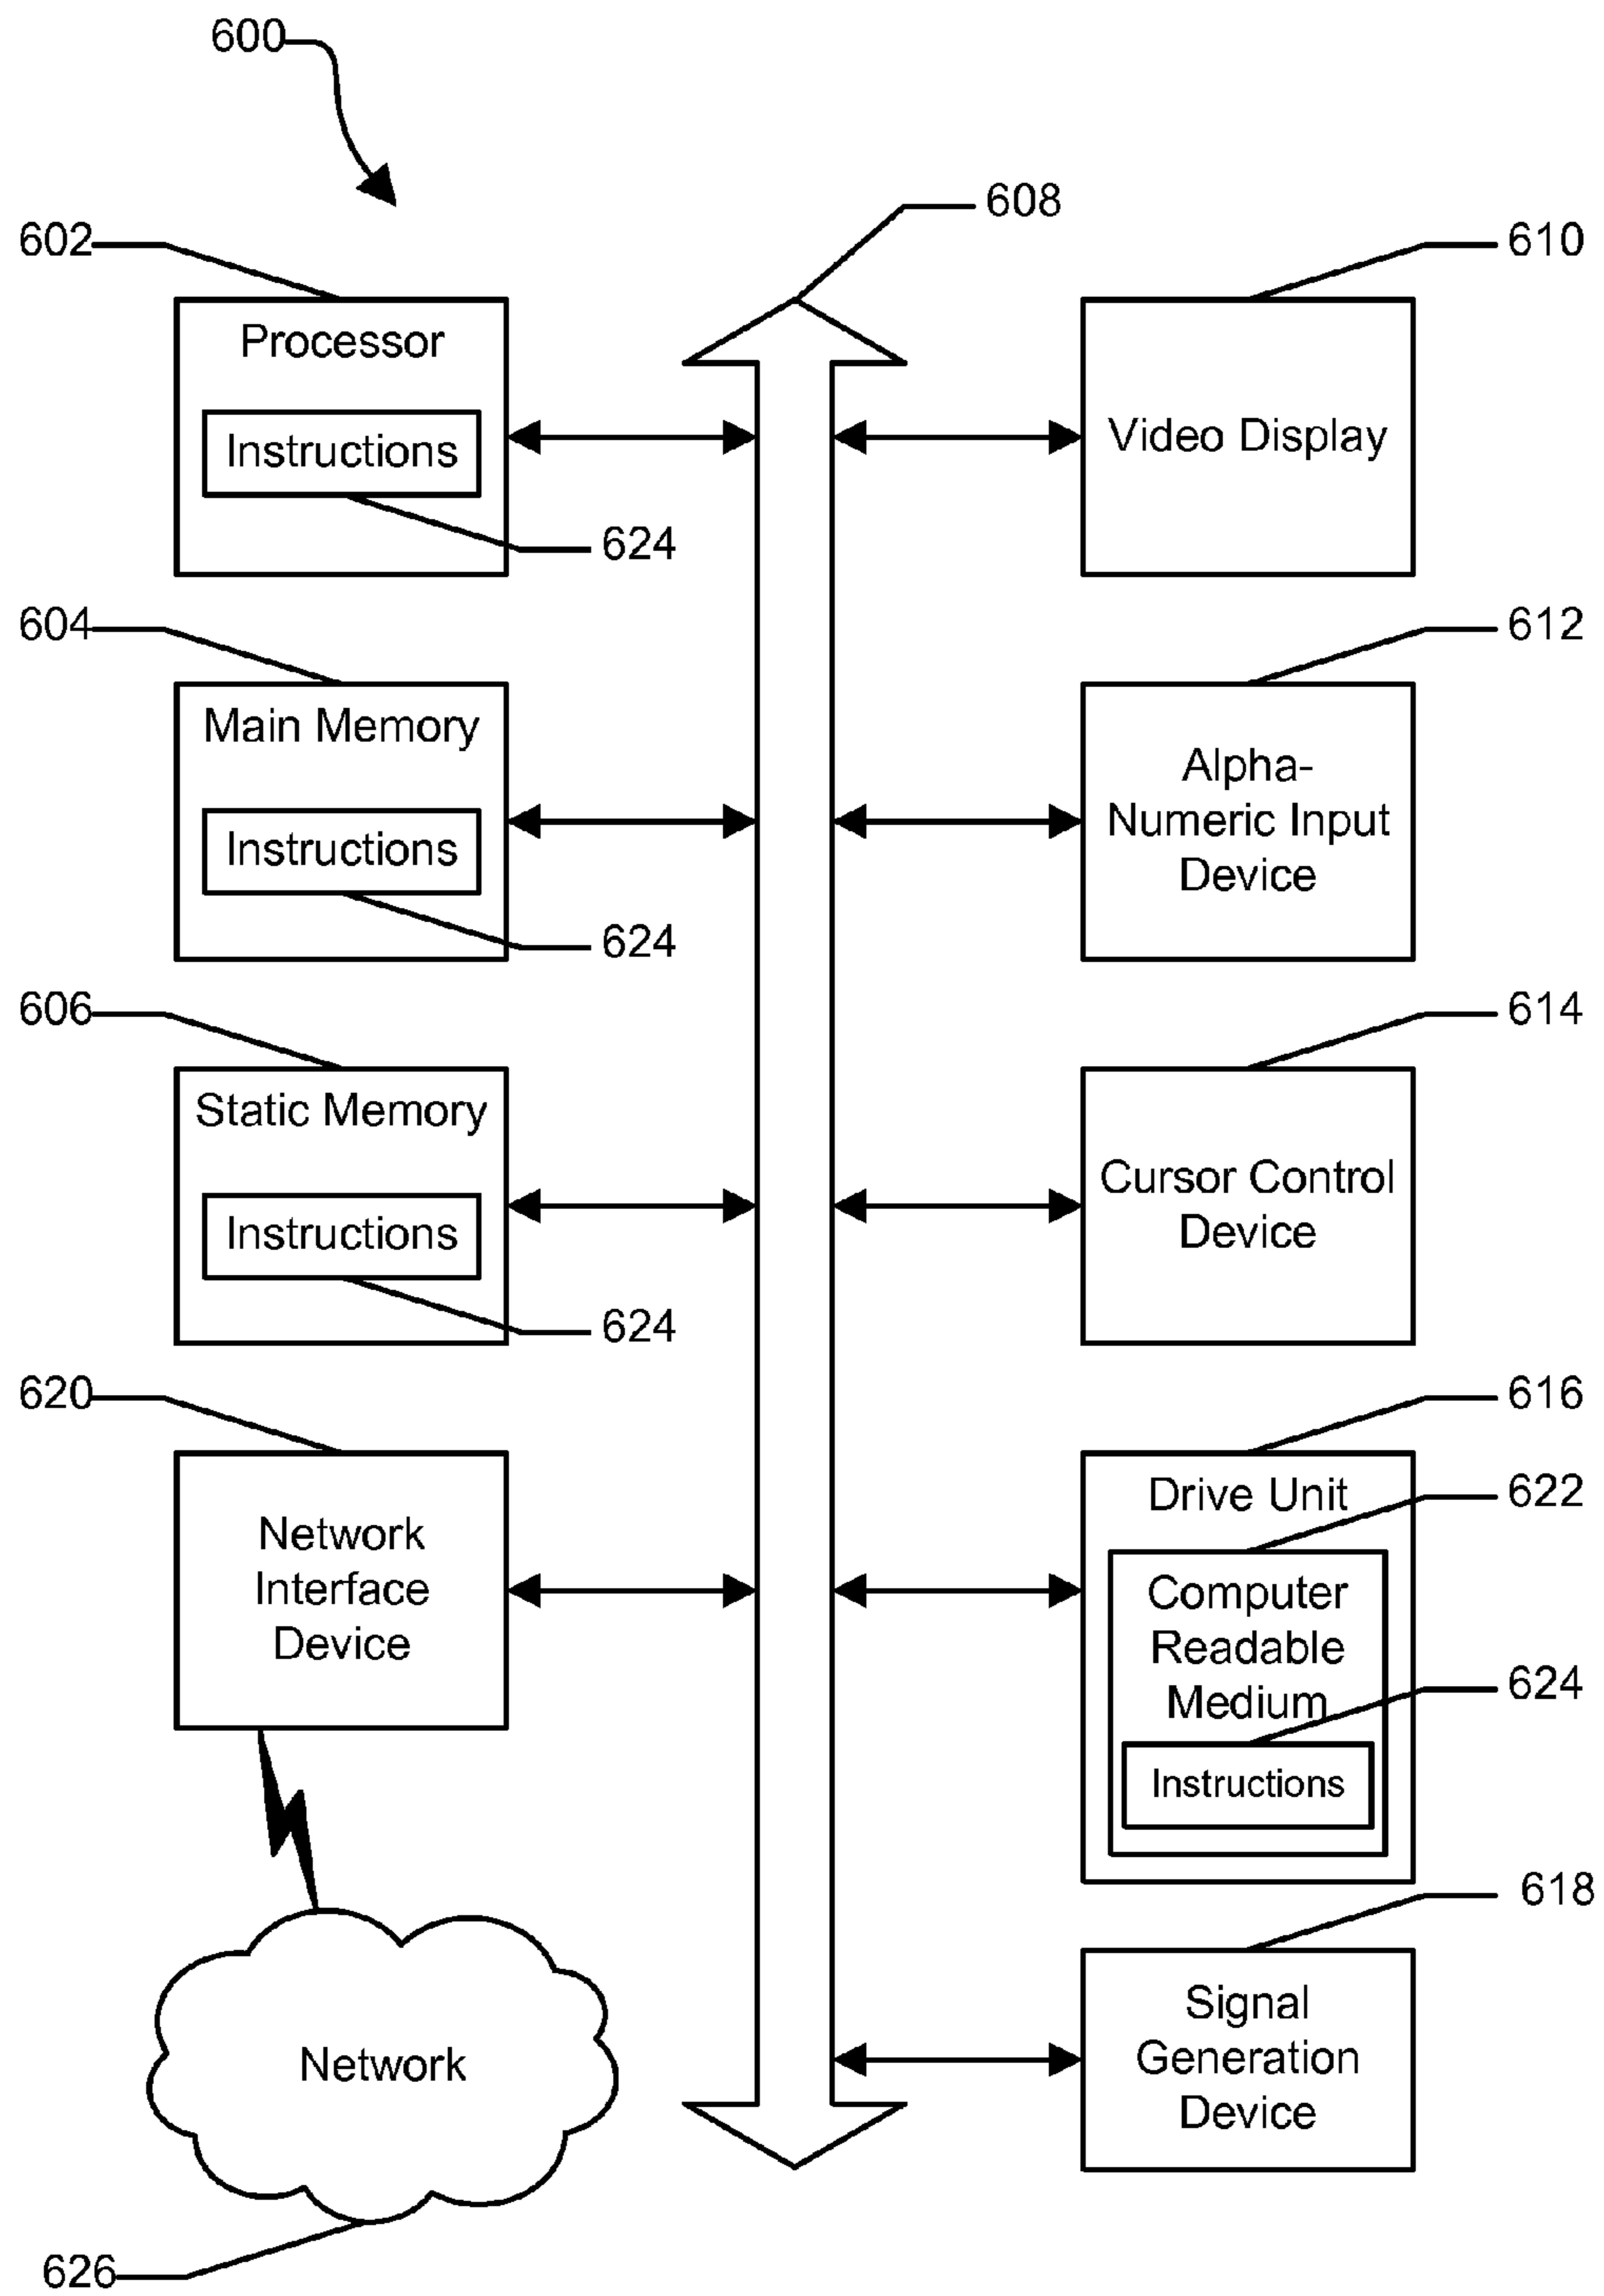 600
608
602
610
Processor
Instructions
624
Video Display
604
612
Main Memory
Instructions
624
Alpha-
Numeric Input
Device
606
614
Static Memory
Instructions
624
Cursor Control
Device
620
616
Network
Interface
Device
Drive Unit
622
Computer
Readable
Medium
624
Instructions
618
Signal
Generation
Device
Network
626